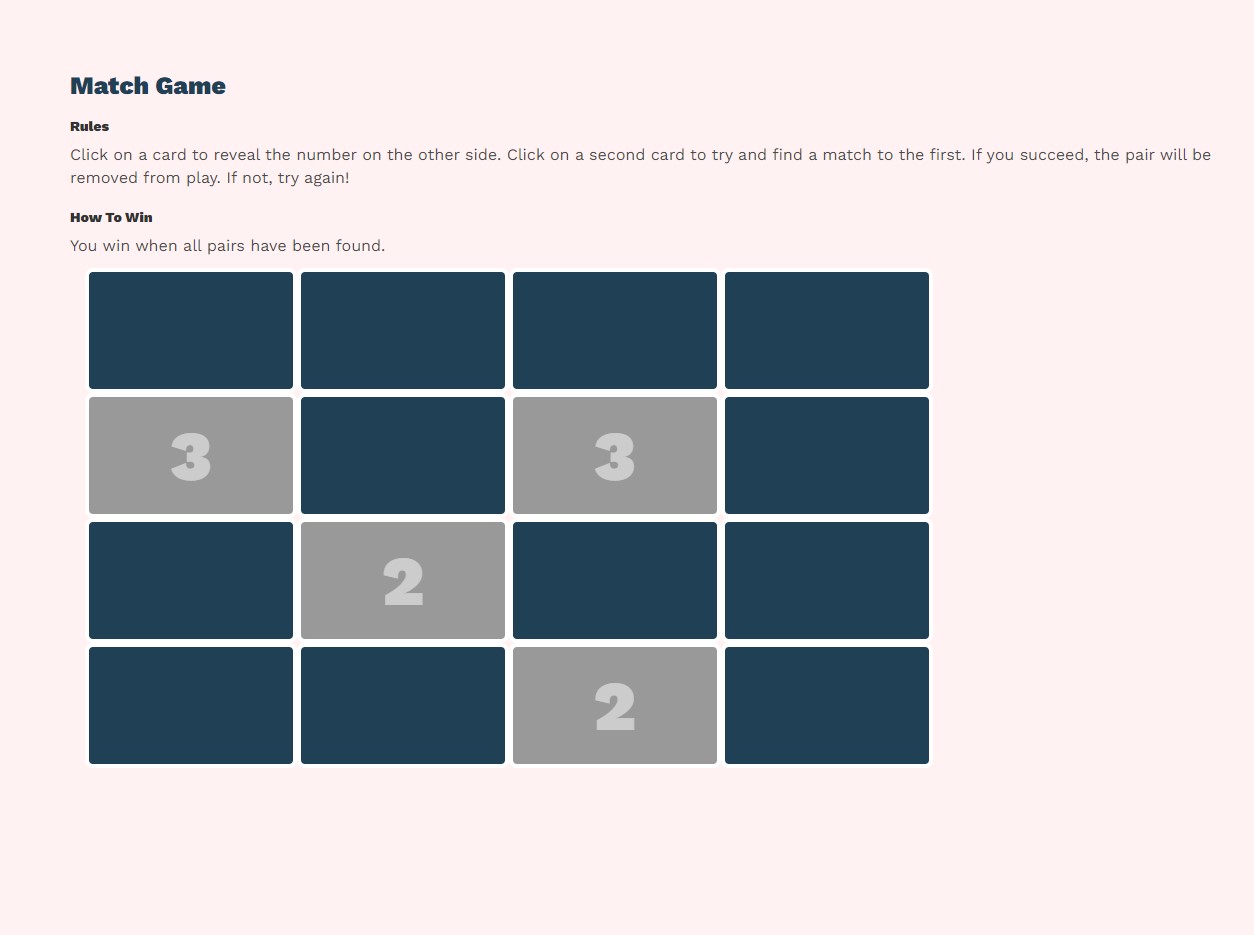 Match Game
Rules
Click on a card to reveal the number on the other side. Click on a second card to try and find a match to the first. If you succeed, the pair will be
removed from play. If not, try again!
How To Win
You win when all pairs have been found.
3 3
2
2